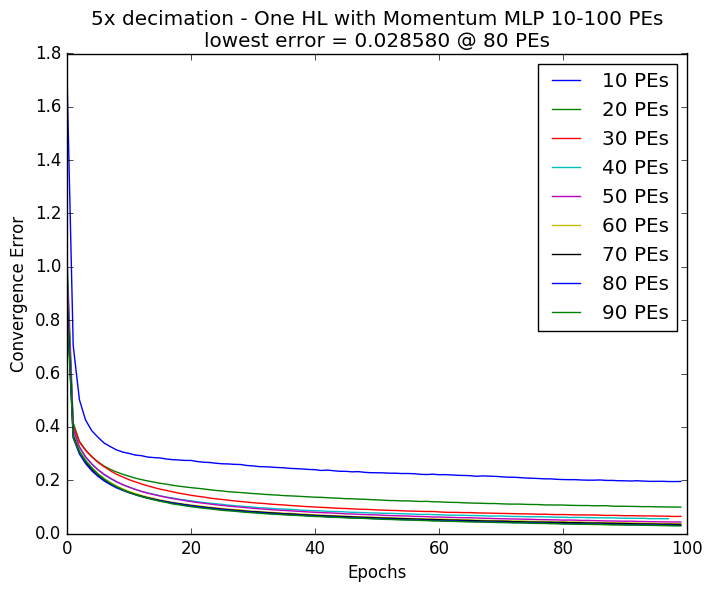 5x decimation - One HL with Momentum MLP 10-100 PEs
lowest error = 0.028580 @ 80 PEs
1.8
1.6
1.4
1.2
1.0
0.8
0.6
0.4
0.2
0.0
Convergence Error
10 PEs
20 PEs
30 PEs
40 PEs
50 PEs
60 PEs
70 PEs
80 PEs
90 PEs
0 20 40 60 80 100
Epochs